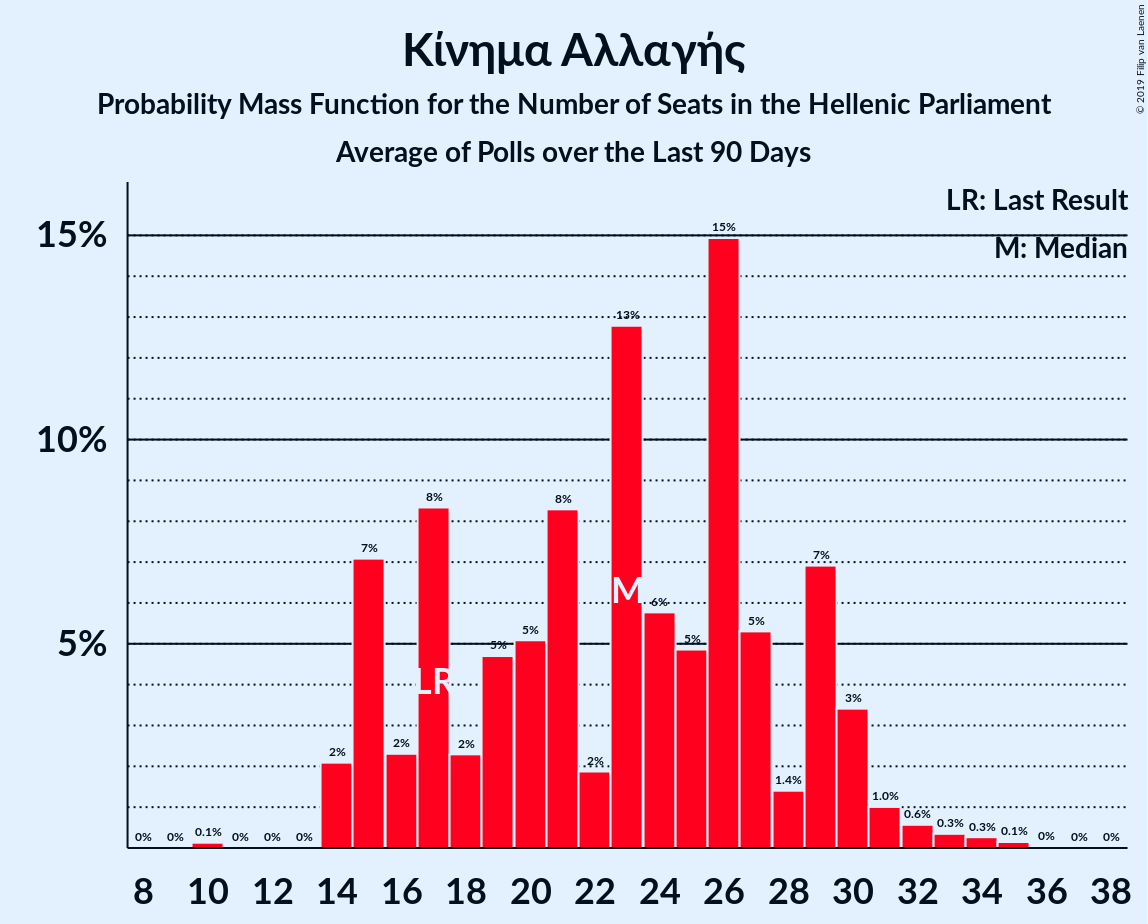 Κίνημα Αλλαγής
Probability Mass Function for the Number of Seats in the Hellenic Parliament
Average of Polls over the Last 90 Days
© 2019 Filip van Laenen
LR: Last Result
M: Median
15%
10%
5%
0% 0% 0.1% 0% 0% 0% 2% 7% 2% 8% 2% 5% 5% 8% 2% 13% 6% 5% 15% 5% 1.4% 7% 3% 1.0% 0.6% 0.3% 0.3% 0.1% 0% 0% 0%
LR
M
8 10 12 14 16 18 20 22 24 26 28 30 32 34 36 38